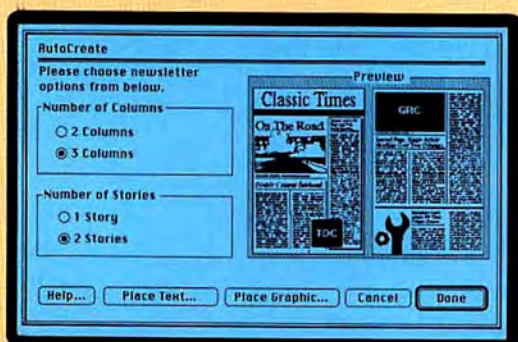 AutoCreate
Please choose newsletter
options from below.
Number of Columns
2 Columns
3 Columns
Number of Stories
1 Story
2 Stories
Preview
Classic Times
On The Road
TOC
GRC
Help...
Place Text...
Place Graphic...
Cancel
Done